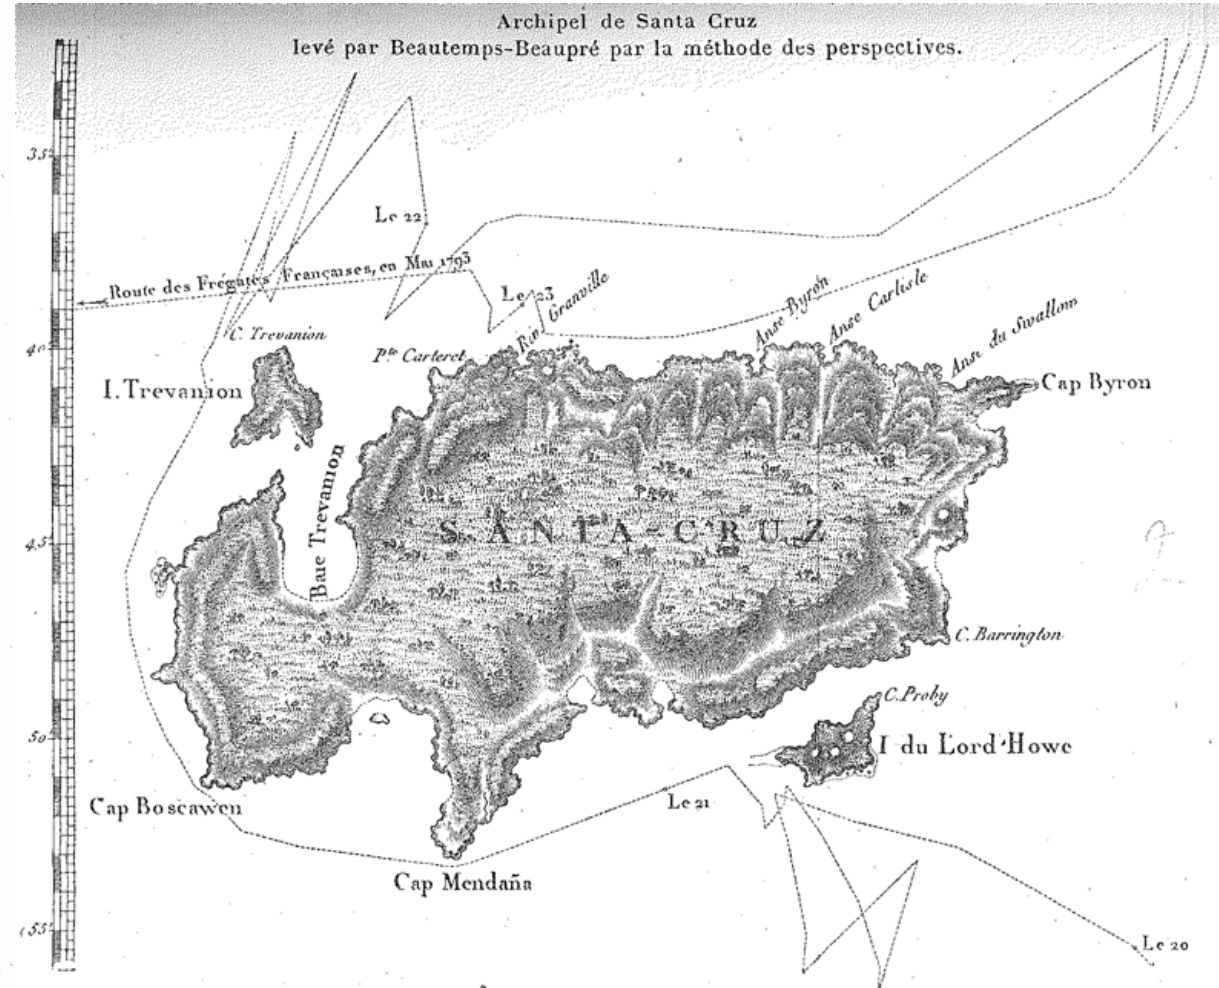 Archipel de Santa Cruz
levé par Beautemps-Beaupré par la méthode des perspectives.
35'
Le 22
Route des Frégates Françaises, en Mai 1793
Le 23
Riv. Granville
Anse Byron
Anse Carlisle
Anse du Swallow
C. Trevanion
40'
Pte. Carteret
I. Trevanion
Cap Byron
Baie Trevanion
SANTA-CRUZ
45'
2
C. Barrington
C. Proby
50'
I du Lord Howe
Le 21
Cap Boscawen
Cap Mendaña
55'
Le 20